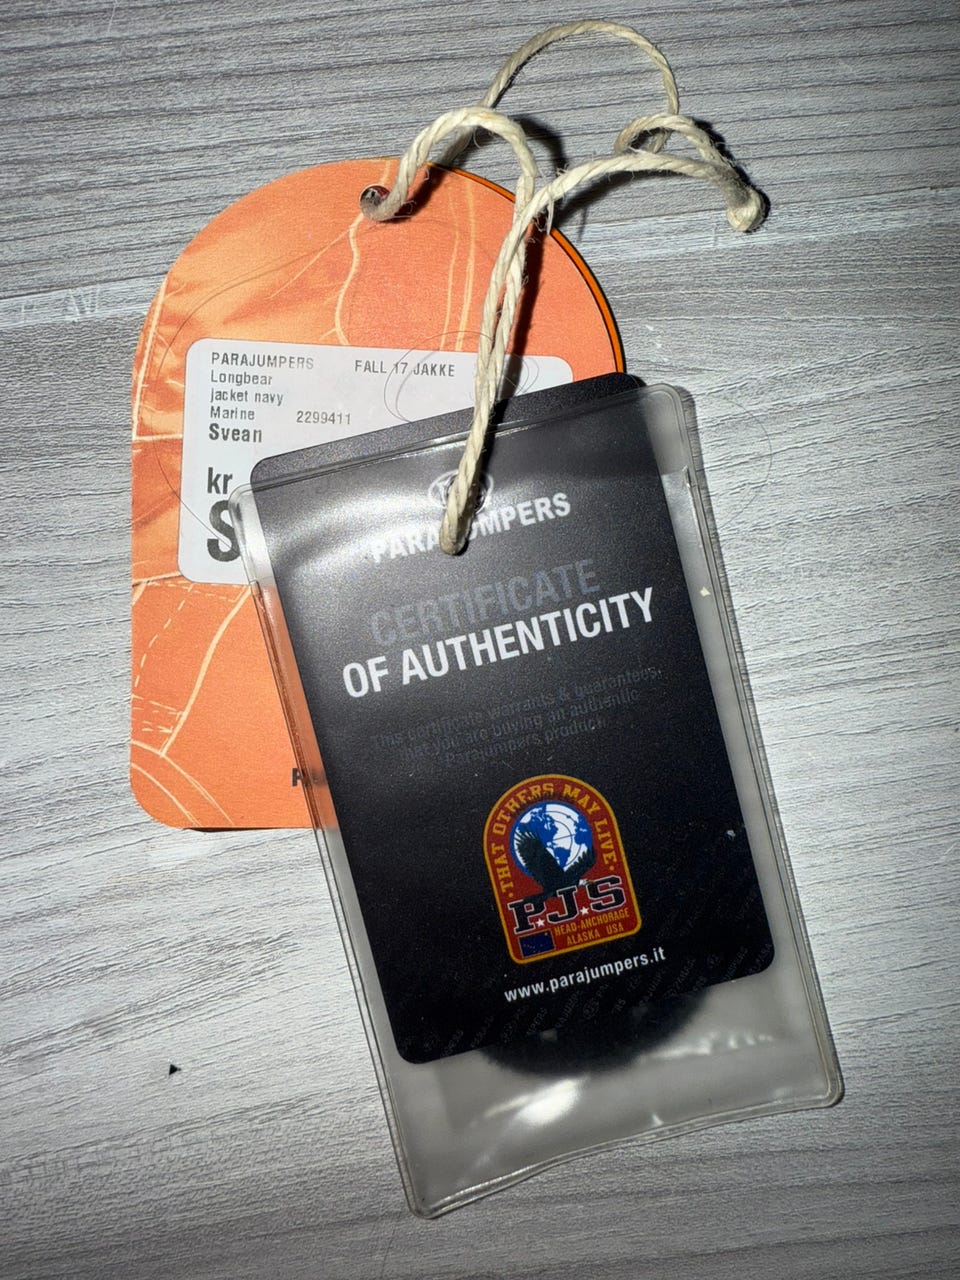 PARAJUMPERS FALL 17 JAKKE
Longbear
jacket navy
Marine 2299411
Svean
kr
S
PARAJUMPERS
CERTIFICATE
OF AUTHENTICITY
This certificate warrants & guarantees,
that you are buying an authentic
Parajumpers product.
·THAT OTHERS MAY LIVE·
P.J.'S
HEAD-ANCHORAGE
ALASKA USA
www.parajumpers.it